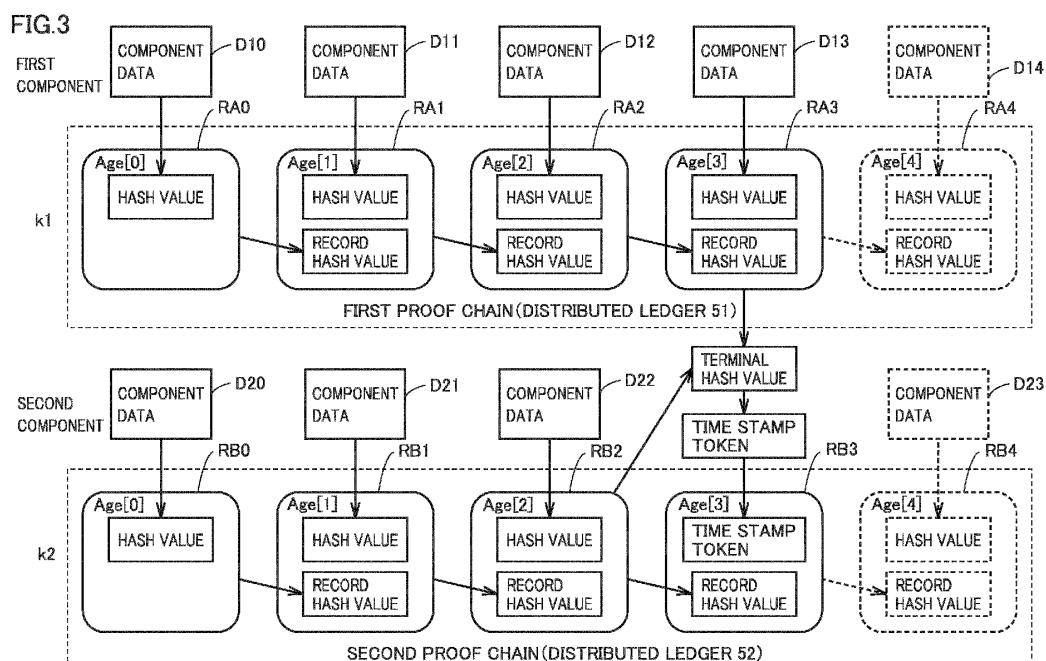 FIG.3
FIRST
COMPONENT
COMPONENT
DATA
D10
COMPONENT
DATA
D11
COMPONENT
DATA
D12
COMPONENT
DATA
D13
COMPONENT
DATA
D14
RA0
RA1
RA2
RA3
RA4
k1
Age[0]
HASH VALUE
Age[1]
HASH VALUE
RECORD
HASH VALUE
Age[2]
HASH VALUE
RECORD
HASH VALUE
Age[3]
HASH VALUE
RECORD
HASH VALUE
Age[4]
HASH VALUE
RECORD
HASH VALUE
FIRST PROOF CHAIN(DISTRIBUTED LEDGER 51)
TERMINAL
HASH VALUE
TIME STAMP
TOKEN
SECOND
COMPONENT
COMPONENT
DATA
D20
COMPONENT
DATA
D21
COMPONENT
DATA
D22
COMPONENT
DATA
D23
RB0
RB1
RB2
RB3
RB4
k2
Age[0]
HASH VALUE
Age[1]
HASH VALUE
RECORD
HASH VALUE
Age[2]
HASH VALUE
RECORD
HASH VALUE
Age[3]
TIME STAMP
TOKEN
RECORD
HASH VALUE
Age[4]
HASH VALUE
RECORD
HASH VALUE
SECOND PROOF CHAIN(DISTRIBUTED LEDGER 52)